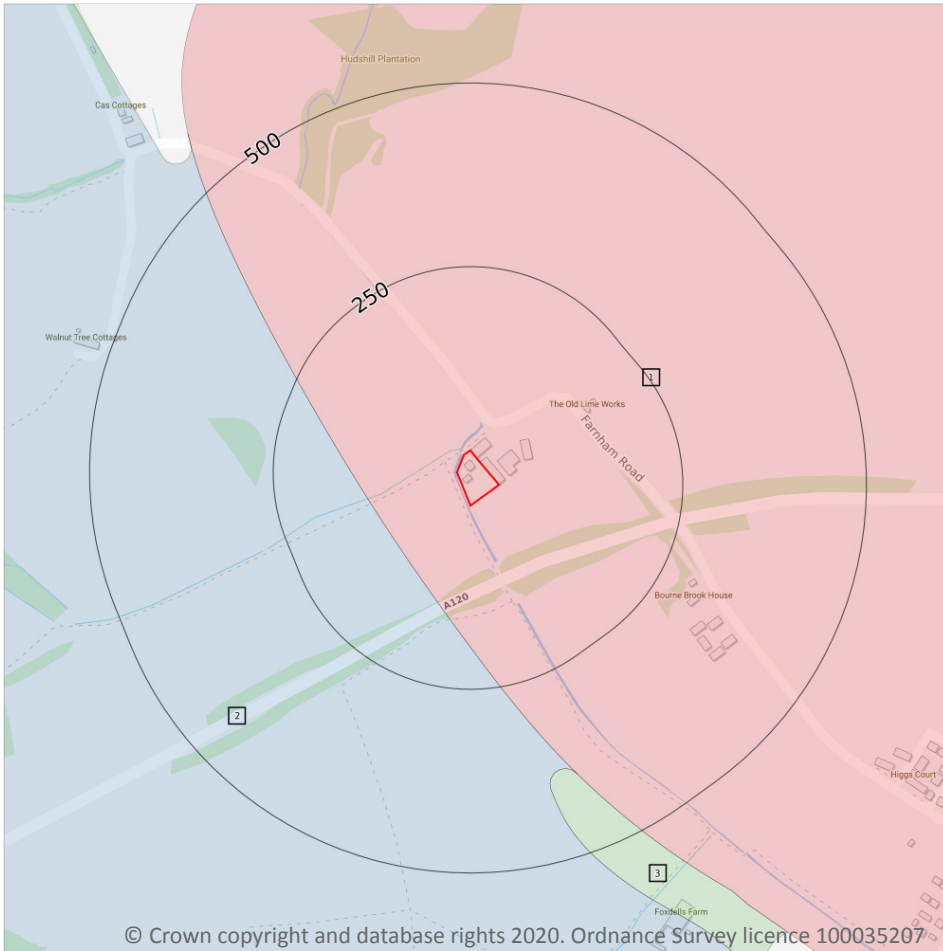 Hudshill Plantation
Cas Cottages
500
250
Walnut Tree Cottages
1
The Old Lime Works
Farnham Road
A120
Bourne Brook House
2
Higgs Court
3
Foxdells Farm
© Crown copyright and database rights 2020. Ordnance Survey licence 100035207